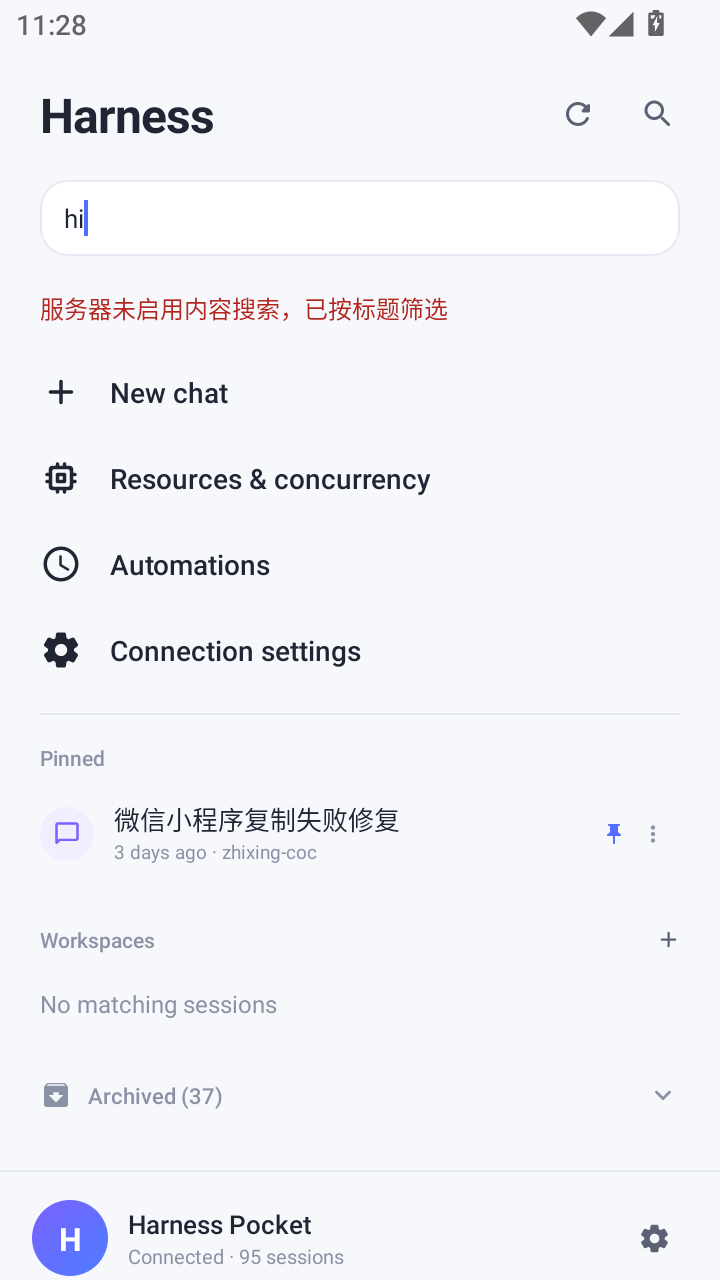 11:28
Harness
hi
服务器未启用内容搜索，已按标题筛选
New chat
Resources & concurrency
Automations
Connection settings
Pinned
微信小程序复制失败修复
3 days ago · zhixing-coc
Workspaces
No matching sessions
Archived (37)
H
Harness Pocket
Connected · 95 sessions